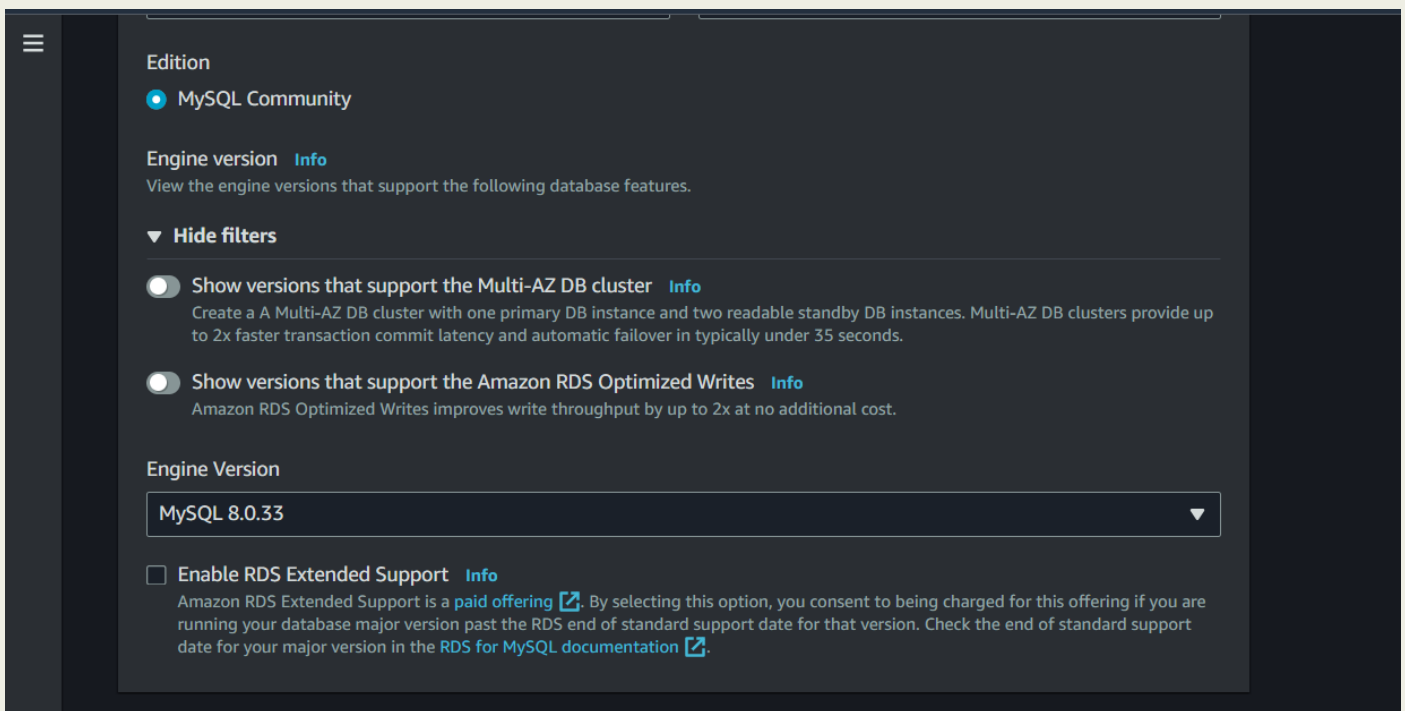 Edition
MySQL Community
Engine version Info
View the engine versions that support the following database features.
Hide filters
Show versions that support the Multi-AZ DB cluster Info
Create a A Multi-AZ DB cluster with one primary DB instance and two readable standby DB instances. Multi-AZ DB clusters provide up
to 2x faster transaction commit latency and automatic failover in typically under 35 seconds.
Show versions that support the Amazon RDS Optimized Writes Info
Amazon RDS Optimized Writes improves write throughput by up to 2x at no additional cost.
Engine Version
MySQL 8.0.33
Enable RDS Extended Support Info
Amazon RDS Extended Support is a paid offering. By selecting this option, you consent to being charged for this offering if you are
running your database major version past the RDS end of standard support date for that version. Check the end of standard support
date for your major version in the RDS for MySQL documentation.